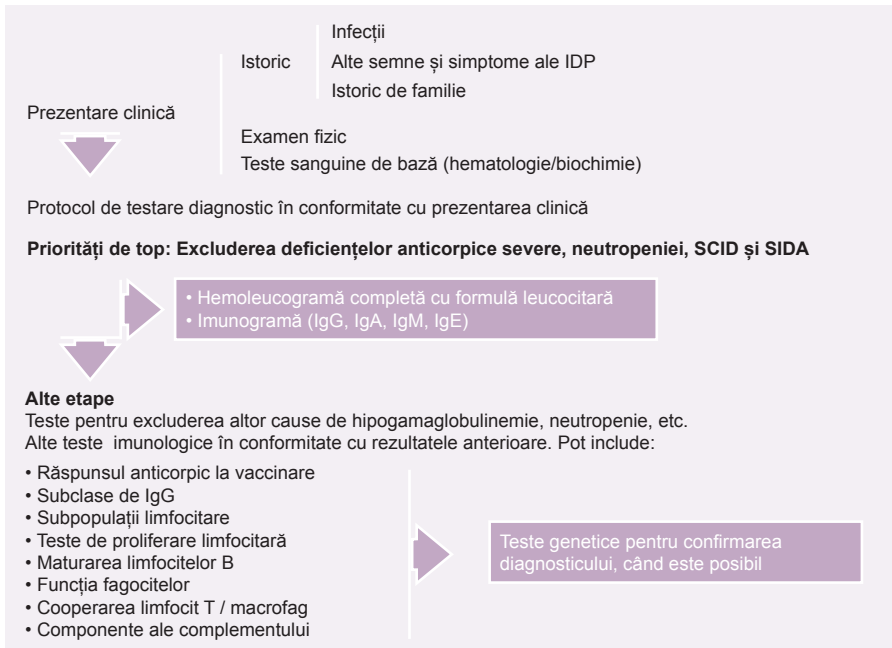 Infecții
Istoric
Alte semne și simptome ale IDP
Istoric de familie
Prezentare clinică
Examen fizic
Teste sanguine de bază (hematologie/biochimie)
Protocol de testare diagnostic în conformitate cu prezentarea clinică
Priorități de top: Excluderea deficiențelor anticorpice severe, neutropeniei, SCID și SIDA
• Hemoleucogramă completă cu formulă leucocitară
• Imunogramă (IgG, IgA, IgM, IgE)
Alte etape
Teste pentru excluderea altor cause de hipogamaglobulinemie, neutropenie, etc.
Alte teste imunologice în conformitate cu rezultatele anterioare. Pot include:
• Răspunsul anticorpic la vaccinare
• Subclase de IgG
• Subpopulații limfocitare
• Teste de proliferare limfocitară
• Maturarea limfocitelor B
• Funcția fagocitelor
• Cooperarea limfocit T / macrofag
• Componente ale complementului
Teste genetice pentru confirmarea
diagnosticului, când este posibil